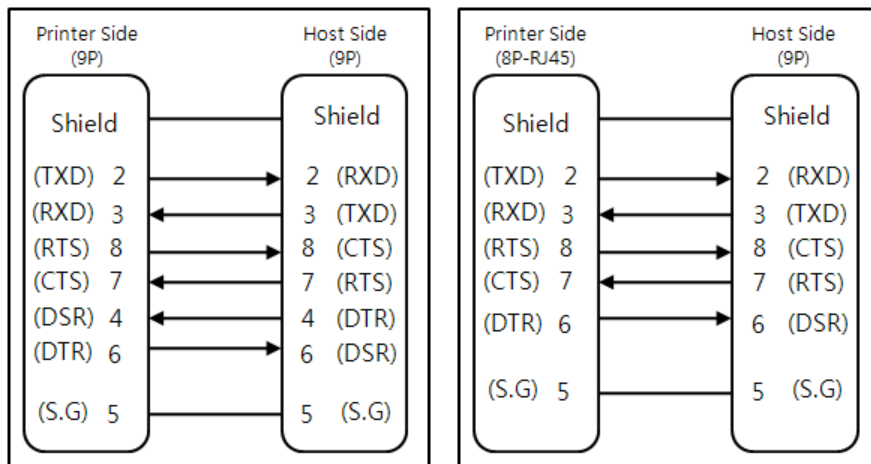 Printer Side
(9P)
Host Side
(9P)
Shield
Shield
(TXD) 2
2 (RXD)
(RXD) 3
3 (TXD)
(RTS) 8
8 (CTS)
(CTS) 7
7 (RTS)
(DSR) 4
4 (DTR)
(DTR) 6
6 (DSR)
(S.G) 5
5 (S.G)
Printer Side
(8P-RJ45)
Host Side
(9P)
Shield
Shield
(TXD) 2
2 (RXD)
(RXD) 3
3 (TXD)
(RTS) 8
8 (CTS)
(CTS) 7
7 (RTS)
(DTR) 6
6 (DSR)
(S.G) 5
5 (S.G)